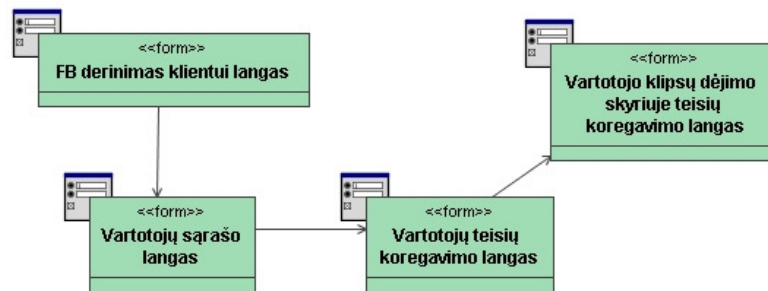 <<form>>
FB derinimas klientui langas
<<form>>
Vartotojo klipsų dėjimo
skyriuje teisių
koregavimo langas
<<form>>
Vartotojų sąrašo
langas
<<form>>
Vartotojų teisių
koregavimo langas